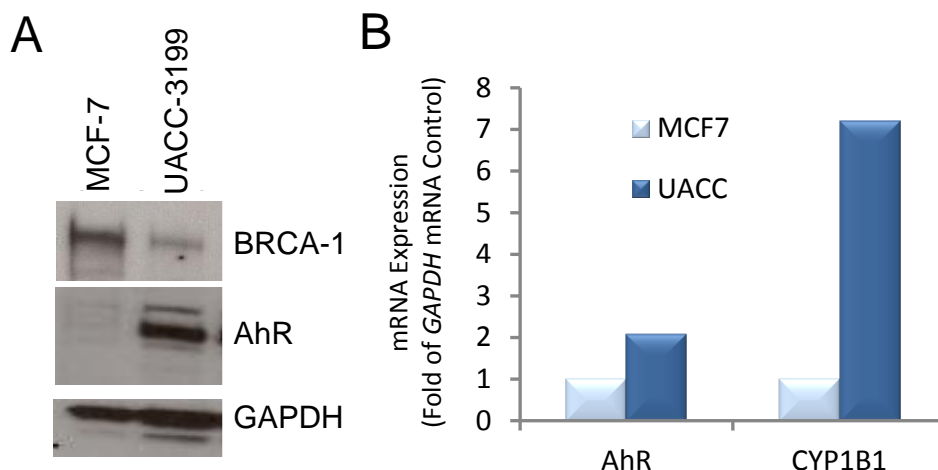 A
MCF-7
UACC-3199
BRCA-1
AhR
GAPDH
B
mRNA Expression
(Fold of GAPDH mRNA Control)
8
7
6
5
4
3
2
1
0
MCF7
UACC
AhR
CYP1B1